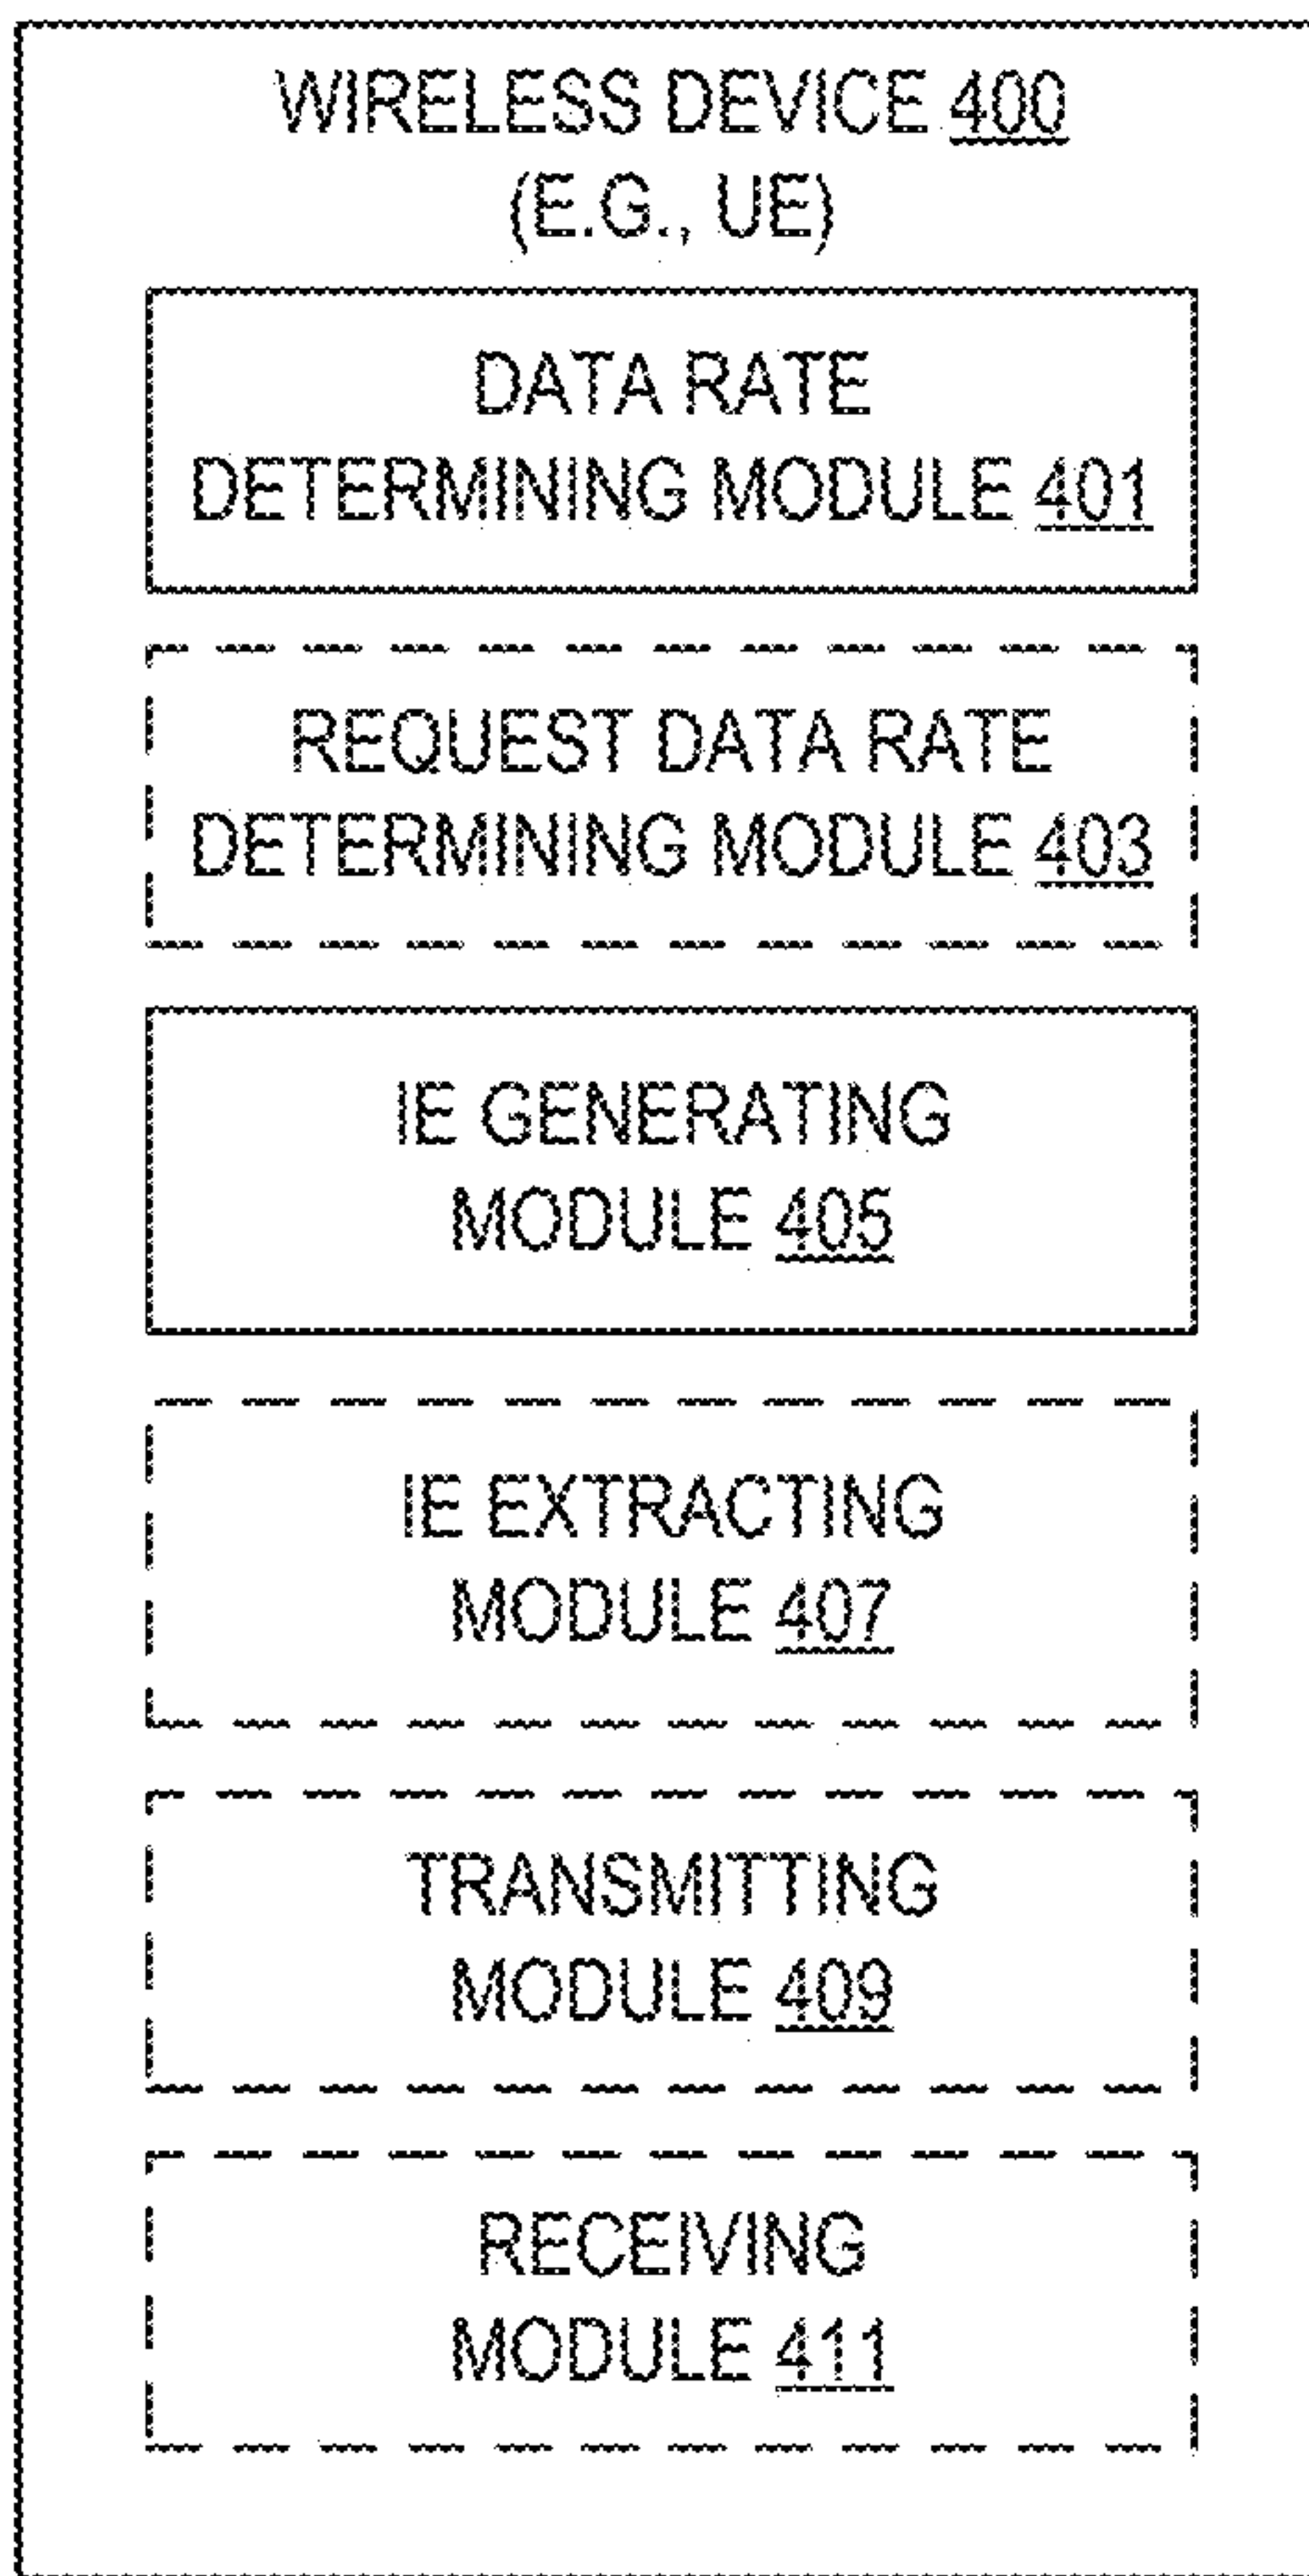 WIRELESS DEVICE 400
(E.G., UE)
DATA RATE
DETERMINING MODULE 401
REQUEST DATA RATE
DETERMINING MODULE 403
IE GENERATING
MODULE 405
IE EXTRACTING
MODULE 407
TRANSMITTING
MODULE 409
RECEIVING
MODULE 411